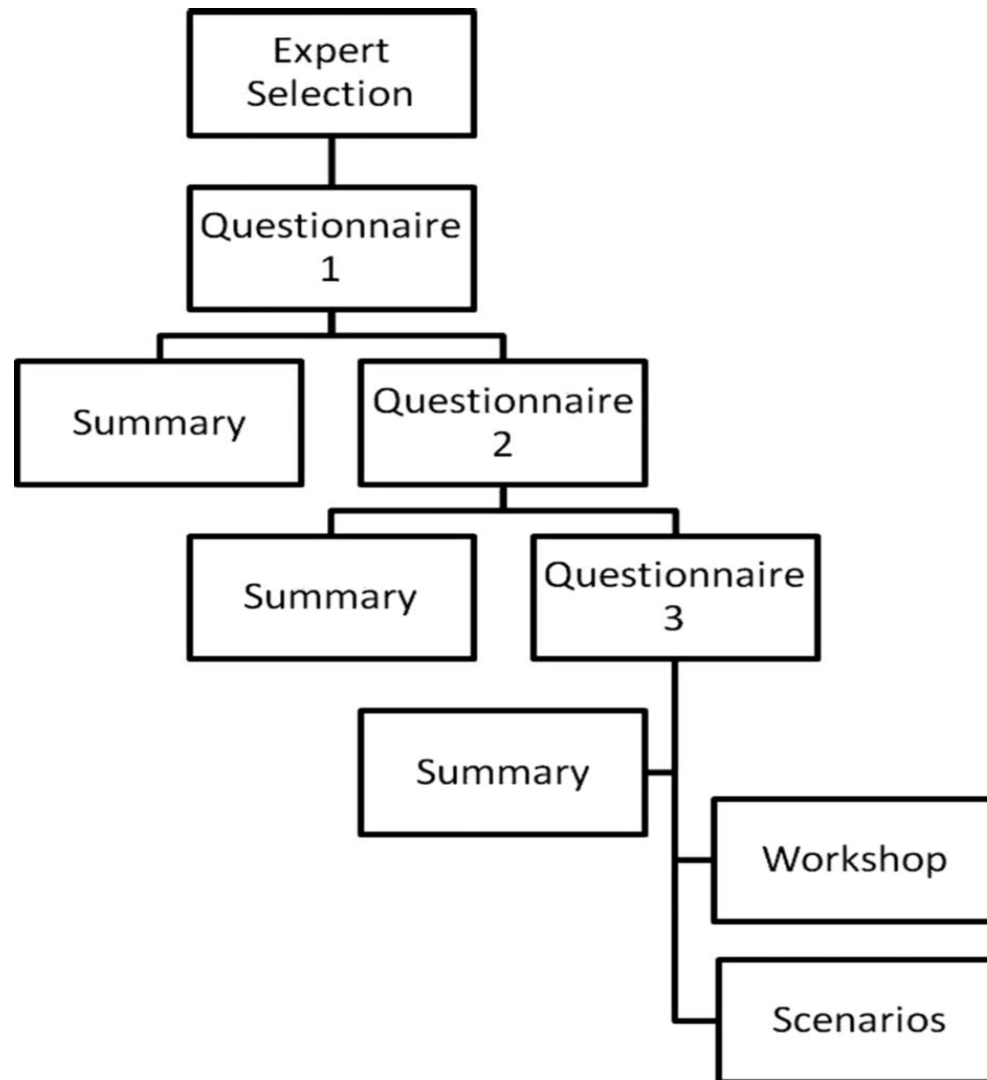 Expert
Selection
Questionnaire
1
Summary
Questionnaire
2
Summary
Questionnaire
3
Summary
Workshop
Scenarios